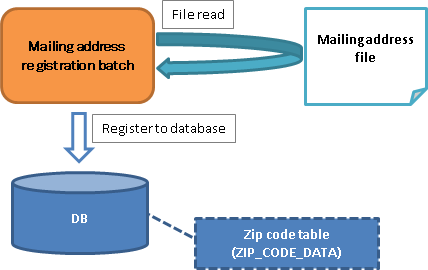 File read
Mailing address
registration batch
Mailing address
file
Register to database
DB
Zip code table
(ZIP_CODE_DATA)